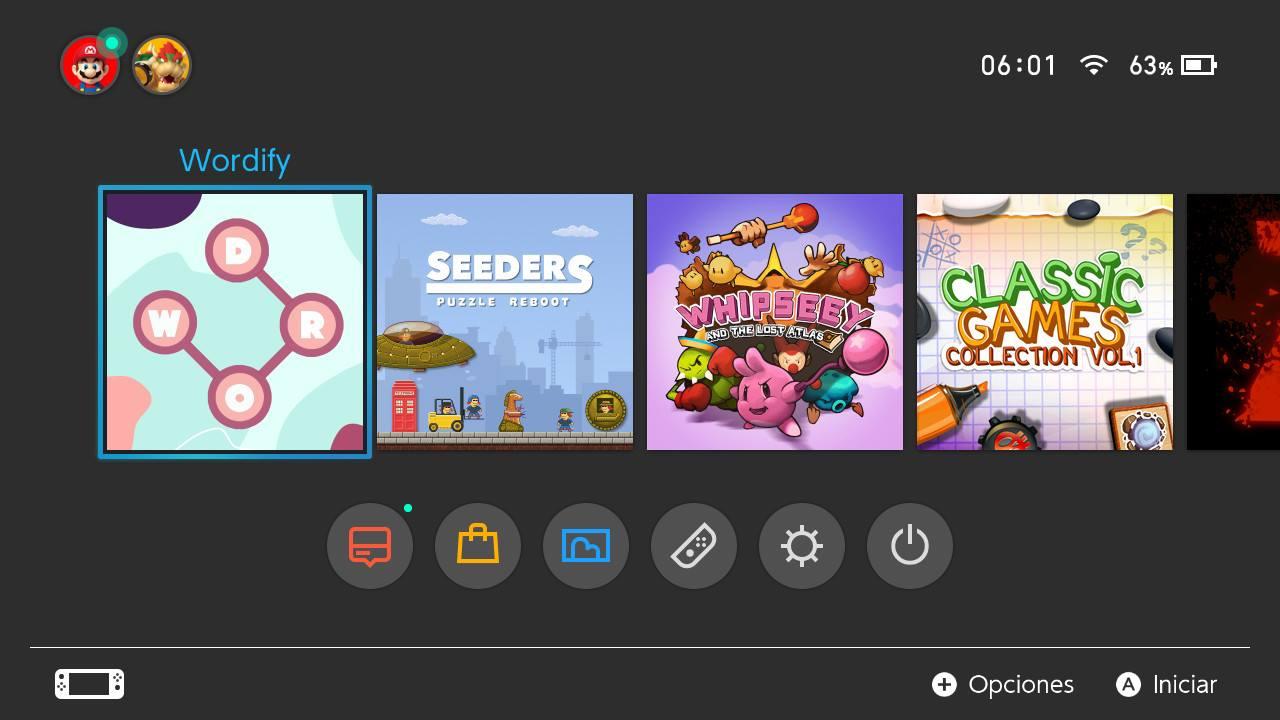 06:01 63%
Wordify
D
W
R
O
SEEDERS
PUZZLE REBOOT
WHIPSEEY
AND THE LOST ATLAS
CLASSIC
GAMES
COLLECTION VOL.1
Opciones
A Iniciar